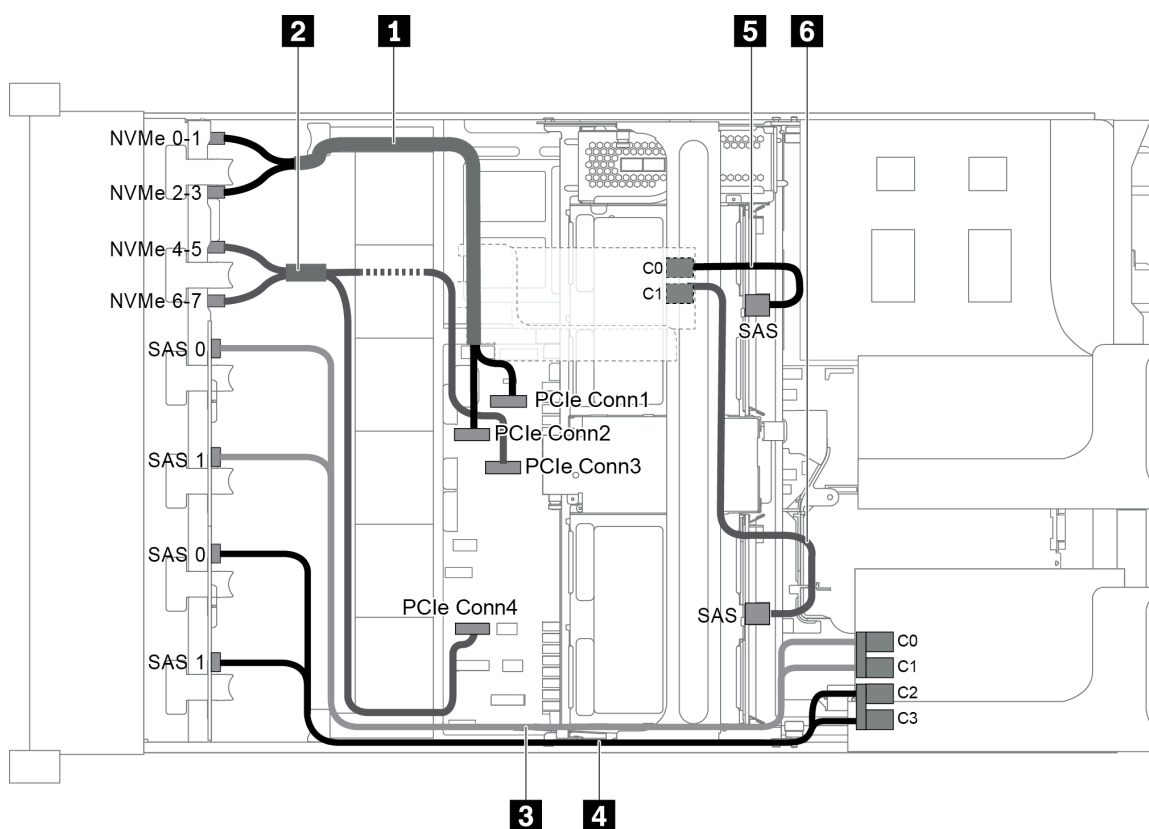 2 1 5 6
NVMe 0-1
NVMe 2-3
NVMe 4-5
C0
NVMe 6-7
C1
SAS
SAS 0
PCIe Conn1
PCIe Conn2
SAS 1
PCIe Conn3
SAS 0
PCIe Conn4
SAS
C0
SAS 1
C1
C2
C3
3 4